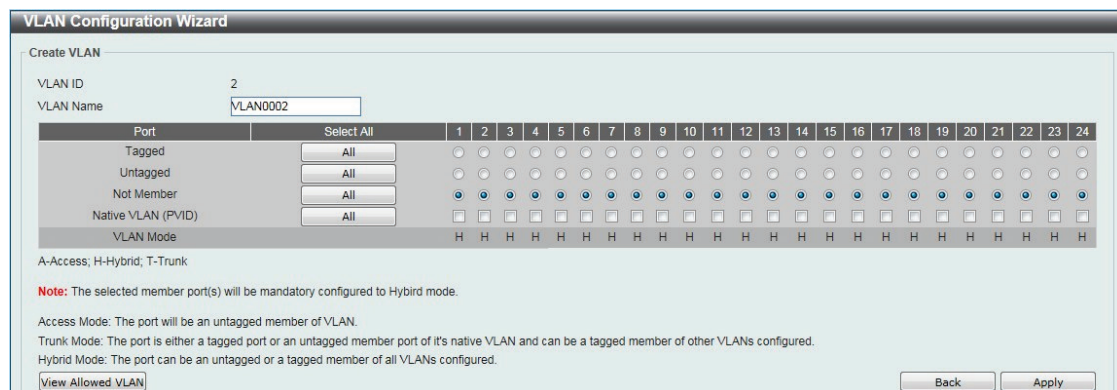 VLAN Configuration Wizard
Create VLAN
VLAN ID 2
VLAN Name VLAN0002
Port Select All 1 2 3 4 5 6 7 8 9 10 11 12 13 14 15 16 17 18 19 20 21 22 23 24
Tagged All
Untagged All
Not Member All
Native VLAN (PVID) All
VLAN Mode H H H H H H H H H H H H H H H H H H H H H H H H
A-Access; H-Hybrid; T-Trunk
Note: The selected member port(s) will be mandatory configured to Hybird mode.
Access Mode: The port will be an untagged member of VLAN.
Trunk Mode: The port is either a tagged port or an untagged member port of it's native VLAN and can be a tagged member of other VLANs configured.
Hybrid Mode: The port can be an untagged or a tagged member of all VLANs configured.
View Allowed VLAN Back Apply